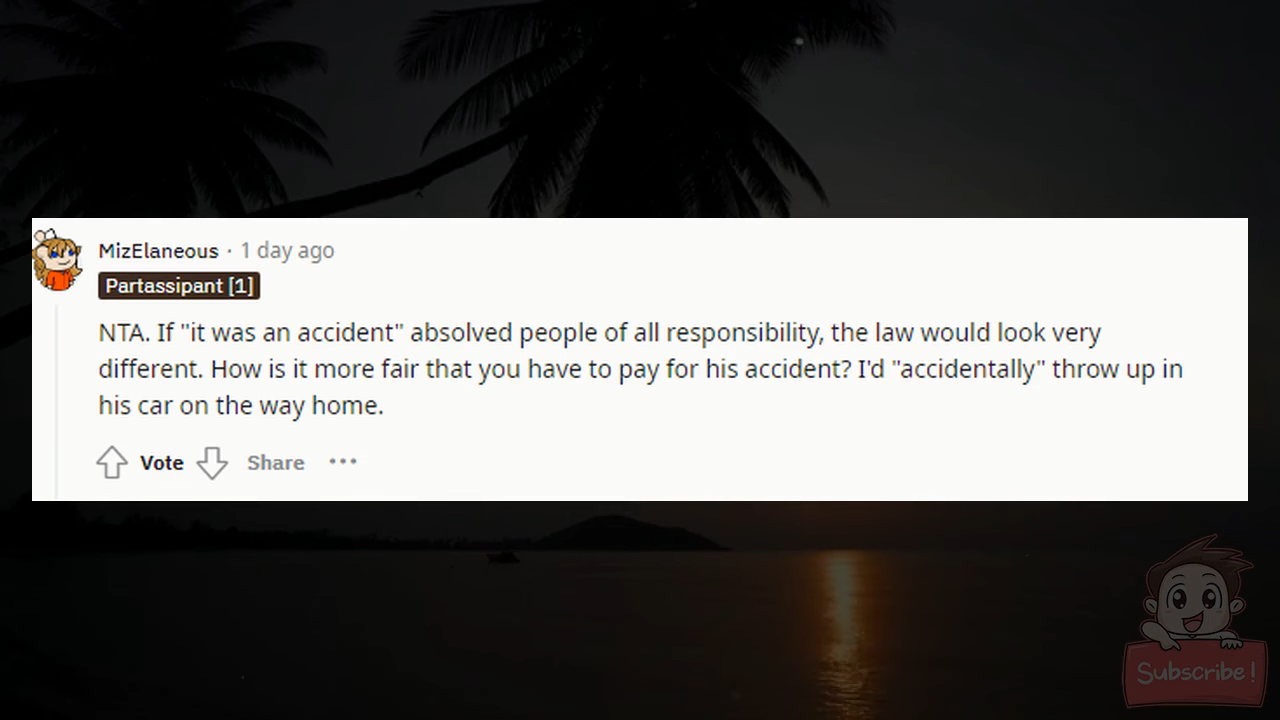 MizElaneous · 1 day ago
Partassipant [1]
NTA. If "it was an accident" absolved people of all responsibility, the law would look very
different. How is it more fair that you have to pay for his accident? I'd "accidentally" throw up in
his car on the way home.
Vote Share ···
Subscribe!